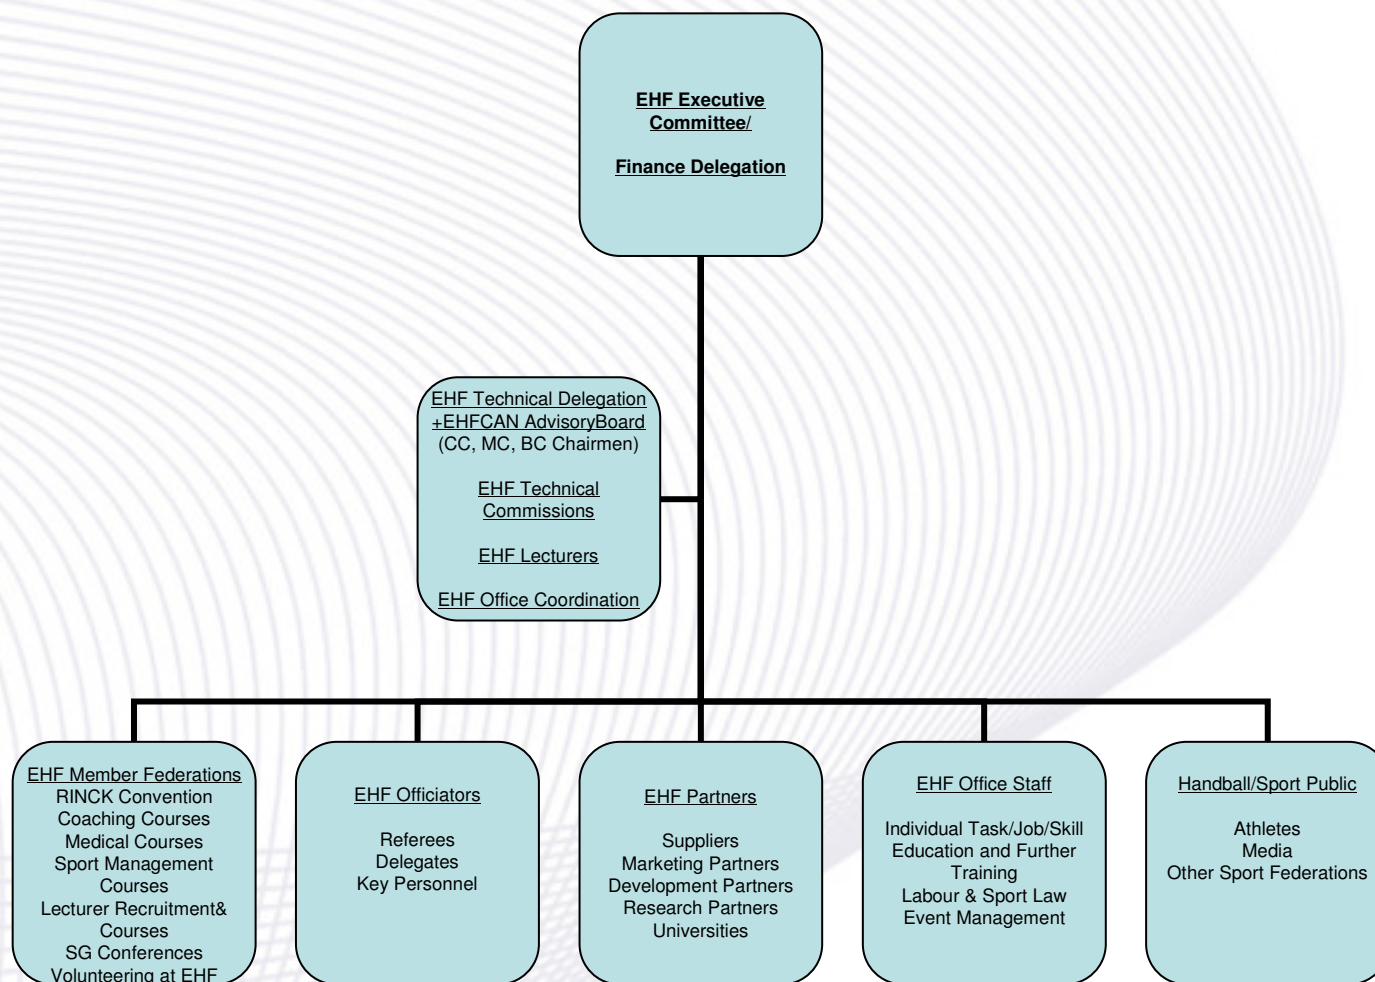 EHF Executive
Committee/
Finance Delegation
EHF Technical Delegation
+EHFCAN AdvisoryBoard
(CC, MC, BC Chairmen)
EHF Technical
Commissions
EHF Lecturers
EHF Office Coordination
EHF Member Federations
RINCK Convention
Coaching Courses
Medical Courses
Sport Management
Courses
Lecturer Recruitment&
Courses
SG Conferences
Volunteering at EHF
EHF Officiators
Referees
Delegates
Key Personnel
EHF Partners
Suppliers
Marketing Partners
Development Partners
Research Partners
Universities
EHF Office Staff
Individual Task/Job/Skill
Education and Further
Training
Labour & Sport Law
Event Management
Handball/Sport Public
Athletes
Media
Other Sport Federations